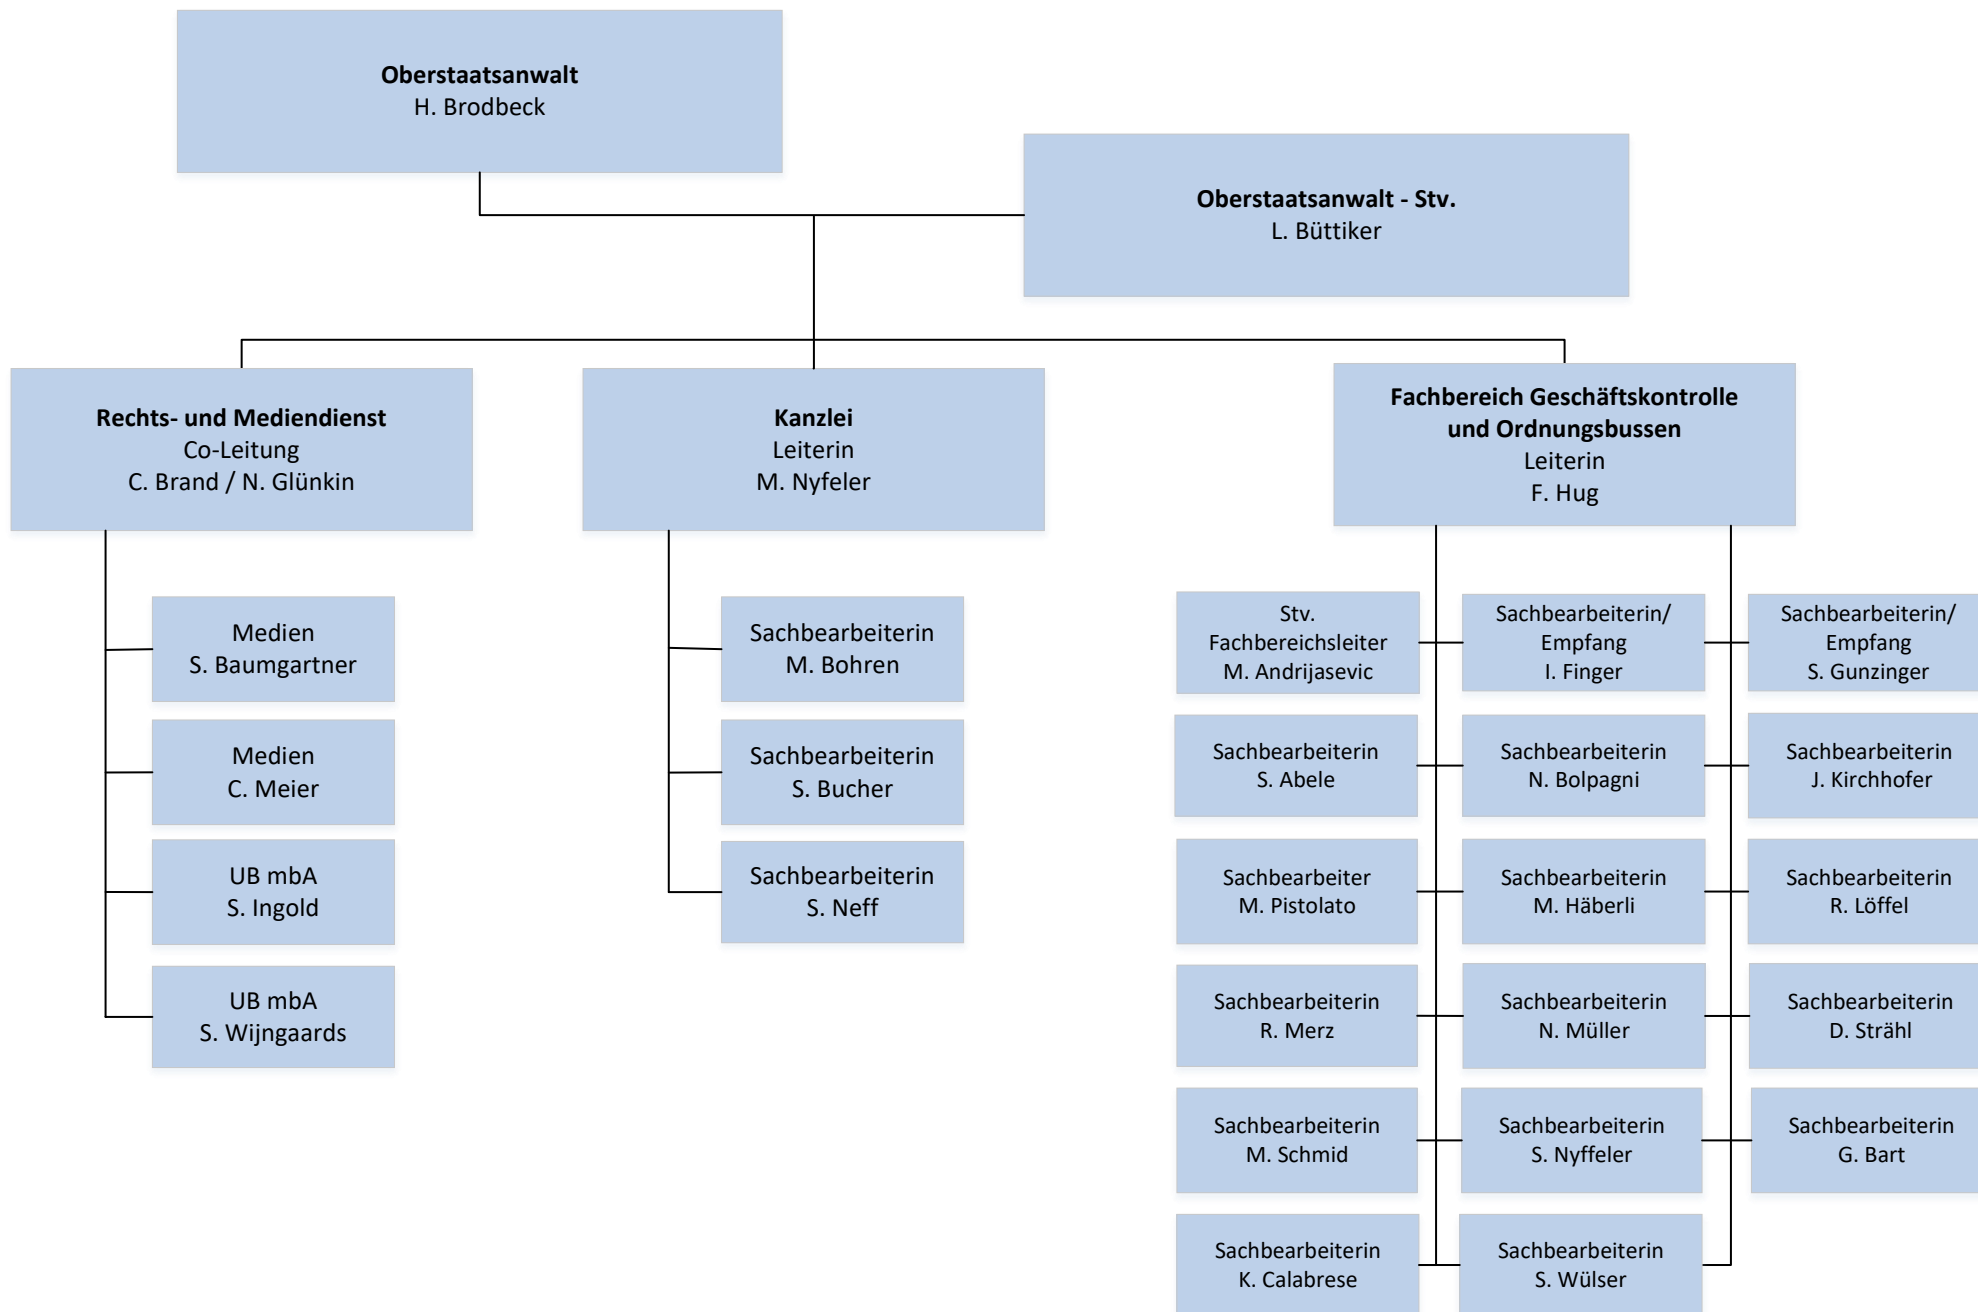 Oberstaatsanwalt
H. Brodbeck
Oberstaatsanwalt - Stv.
L. Büttiker
Rechts- und Mediendienst
Co-Leitung
C. Brand / N. Glünkin
Kanzlei
Leiterin
M. Nyfeler
Fachbereich Geschäftskontrolle
und Ordnungsbussen
Leiterin
F. Hug
Medien
S. Baumgartner
Medien
C. Meier
UB mbA
S. Ingold
UB mbA
S. Wijngaards
Sachbearbeiterin
M. Bohren
Sachbearbeiterin
S. Bucher
Sachbearbeiterin
S. Neff
Stv.
Fachbereichsleiter
M. Andrijasevic
Sachbearbeiterin/
Empfang
I. Finger
Sachbearbeiterin/
Empfang
S. Gunzinger
Sachbearbeiterin
S. Abele
Sachbearbeiterin
N. Bolpagni
Sachbearbeiterin
J. Kirchhofer
Sachbearbeiter
M. Pistolato
Sachbearbeiterin
M. Häberli
Sachbearbeiterin
R. Löffel
Sachbearbeiterin
R. Merz
Sachbearbeiterin
N. Müller
Sachbearbeiterin
D. Strähl
Sachbearbeiterin
M. Schmid
Sachbearbeiterin
S. Nyffeler
Sachbearbeiterin
G. Bart
Sachbearbeiterin
K. Calabrese
Sachbearbeiterin
S. Wülser